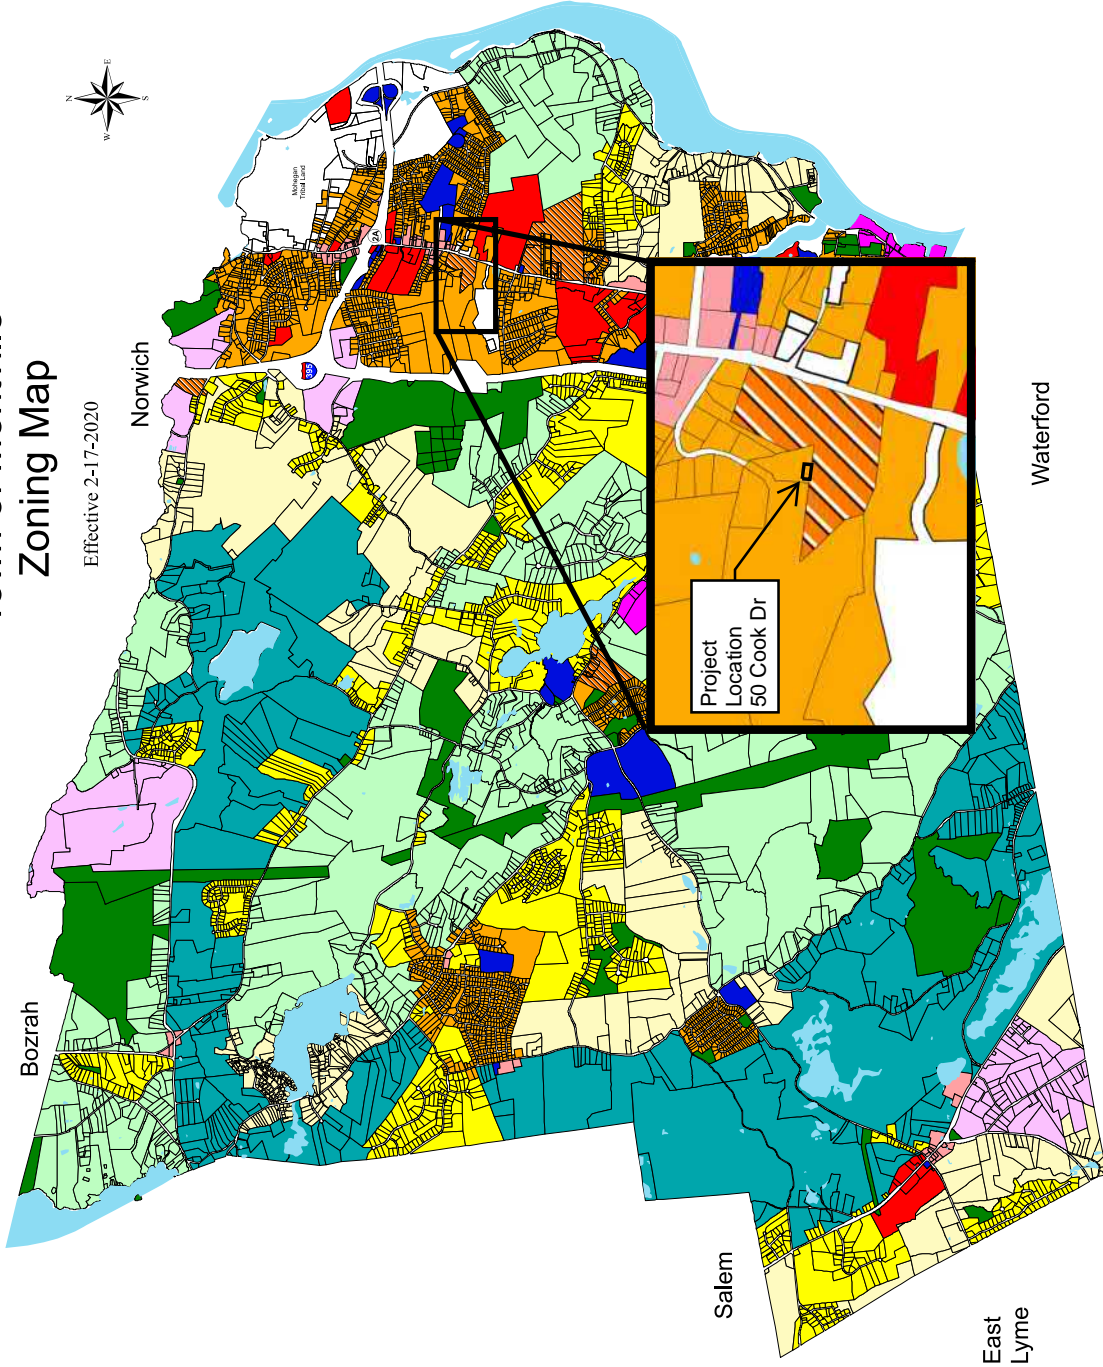 Zoning Map
Effective 2-17-2020
N
E
S
W
Mohegan
Tribal Land
2A
395
Norwich
Bozrah
Salem
East
Lyme
Waterford
Project
Location
50 Cook Dr